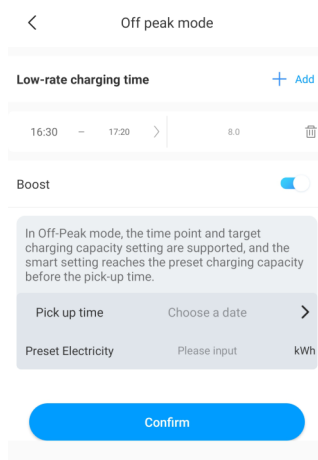 Off peak mode
Low-rate charging time + Add
16:30 – 17:20 8.0
Boost
In Off-Peak mode, the time point and target
charging capacity setting are supported, and the
smart setting reaches the preset charging capacity
before the pick-up time.
Pick up time Choose a date
Preset Electricity Please input kWh
Confirm